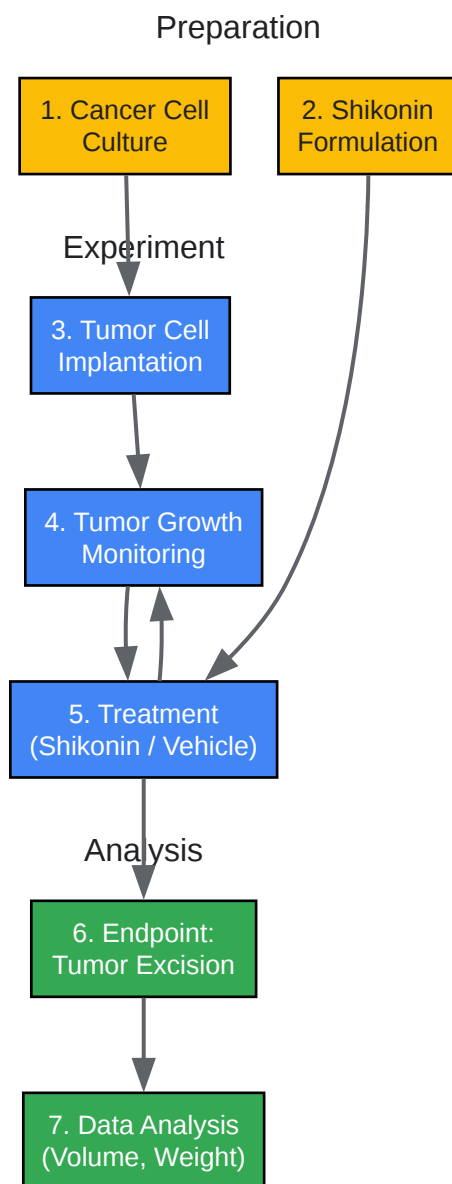 Preparation
1. Cancer Cell
Culture
2. Shikonin
Formulation
Experiment
3. Tumor Cell
Implantation
4. Tumor Growth
Monitoring
5. Treatment
(Shikonin / Vehicle)
Analysis
6. Endpoint:
Tumor Excision
7. Data Analysis
(Volume, Weight)